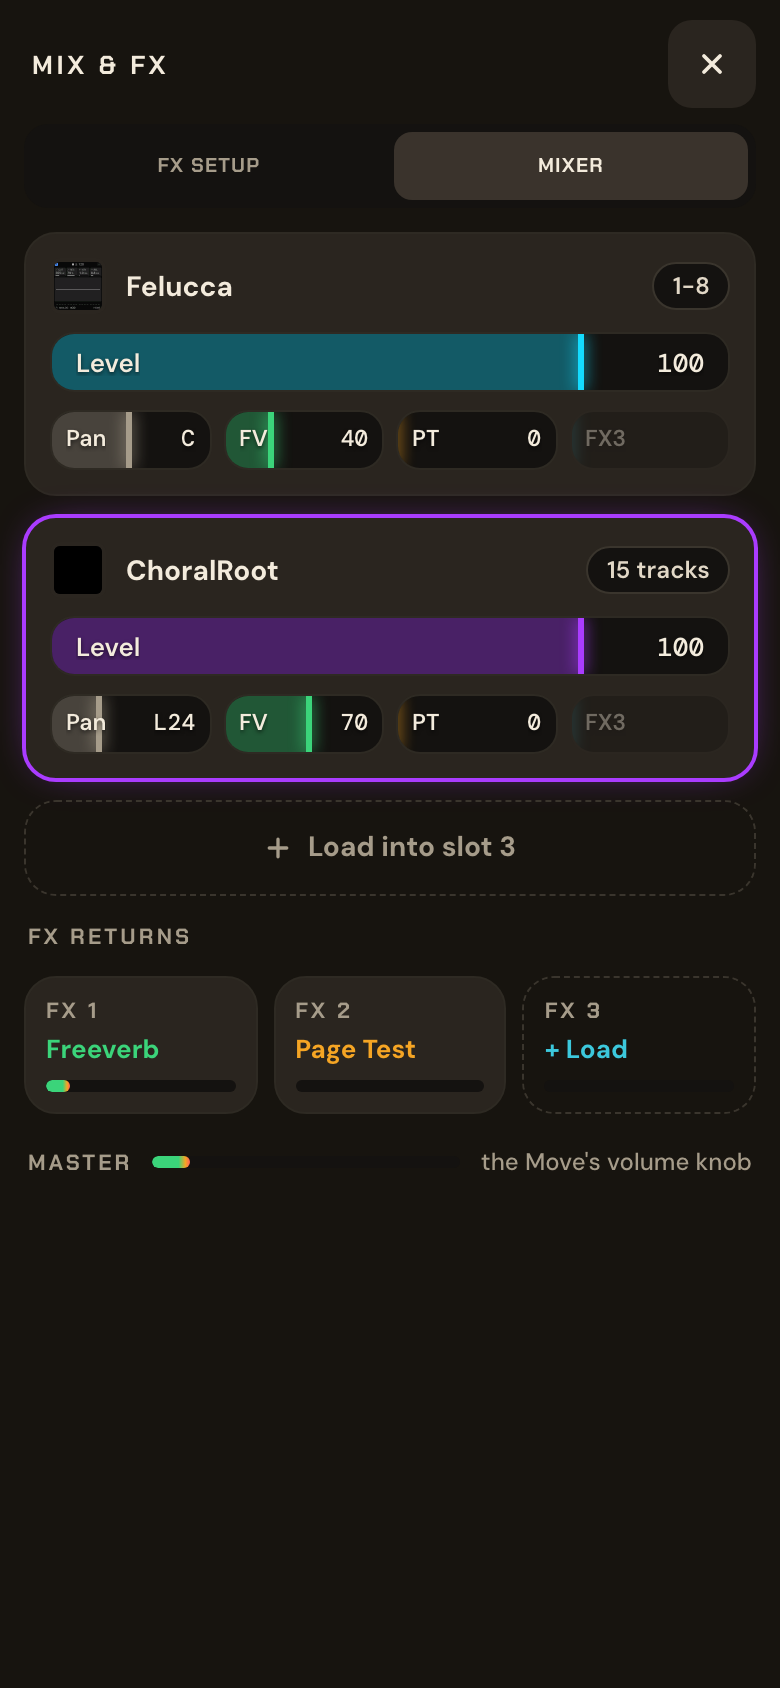 MIX & FX
FX SETUP
MIXER
Felucca
1-8
Level
100
Pan
C
FV
40
PT
0
FX3
ChoralRoot
15 tracks
Level
100
Pan
L24
FV
70
PT
0
FX3
+ Load into slot 3
FX RETURNS
FX 1
Freeverb
FX 2
Page Test
FX 3
+ Load
MASTER
the Move's volume knob